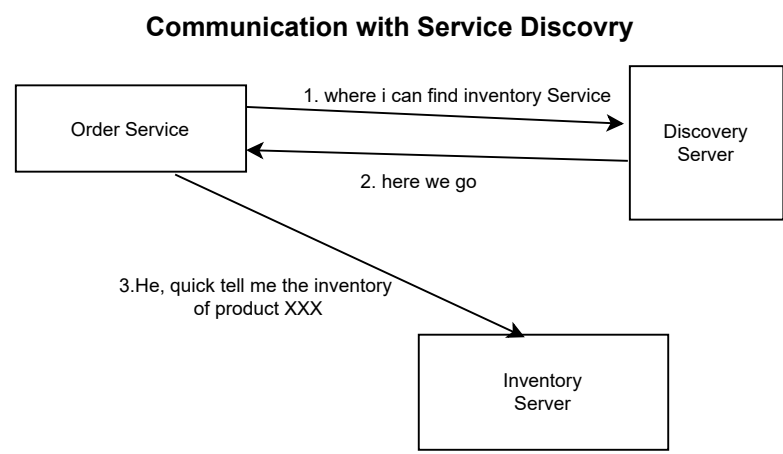 Communication with Service Discovry
1. where i can find inventory Service
Order Service
Discovery
Server
2. here we go
3.He, quick tell me the inventory
of product XXX
Inventory
Server